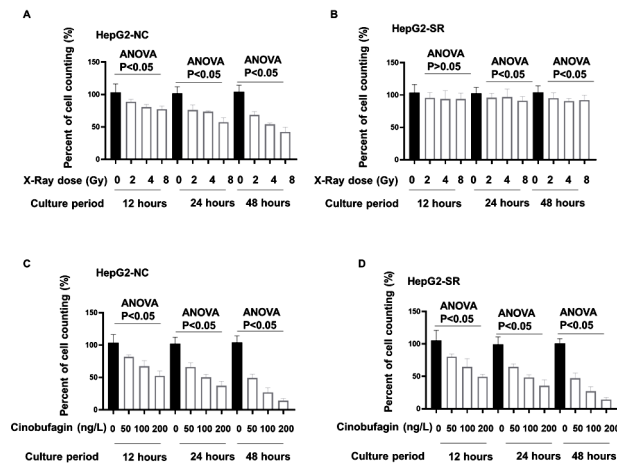 A
HepG2-NC
Percent of cell counting (%)
150
100
50
0
ANOVA
P<0.05
ANOVA
P<0.05
ANOVA
P<0.05
X-Ray dose (Gy) 0 2 4 8 0 2 4 8 0 2 4 8
Culture period 12 hours 24 hours 48 hours
B
HepG2-SR
Percent of cell counting (%)
150
100
50
0
ANOVA
P>0.05
ANOVA
P<0.05
ANOVA
P<0.05
X-Ray dose (Gy) 0 2 4 8 0 2 4 8 0 2 4 8
Culture period 12 hours 24 hours 48 hours
C
HepG2-NC
Percent of cell counting (%)
150
100
50
0
ANOVA
P<0.05
ANOVA
P<0.05
ANOVA
P<0.05
Cinobufagin (ng/L) 0 50 100 200 0 50 100 200 0 50 100 200
Culture period 12 hours 24 hours 48 hours
D
HepG2-SR
Percent of cell counting (%)
150
100
50
0
ANOVA
P<0.05
ANOVA
P<0.05
ANOVA
P<0.05
Cinobufagin (ng/L) 0 50 100 200 0 50 100 200 0 50 100 200
Culture period 12 hours 24 hours 48 hours